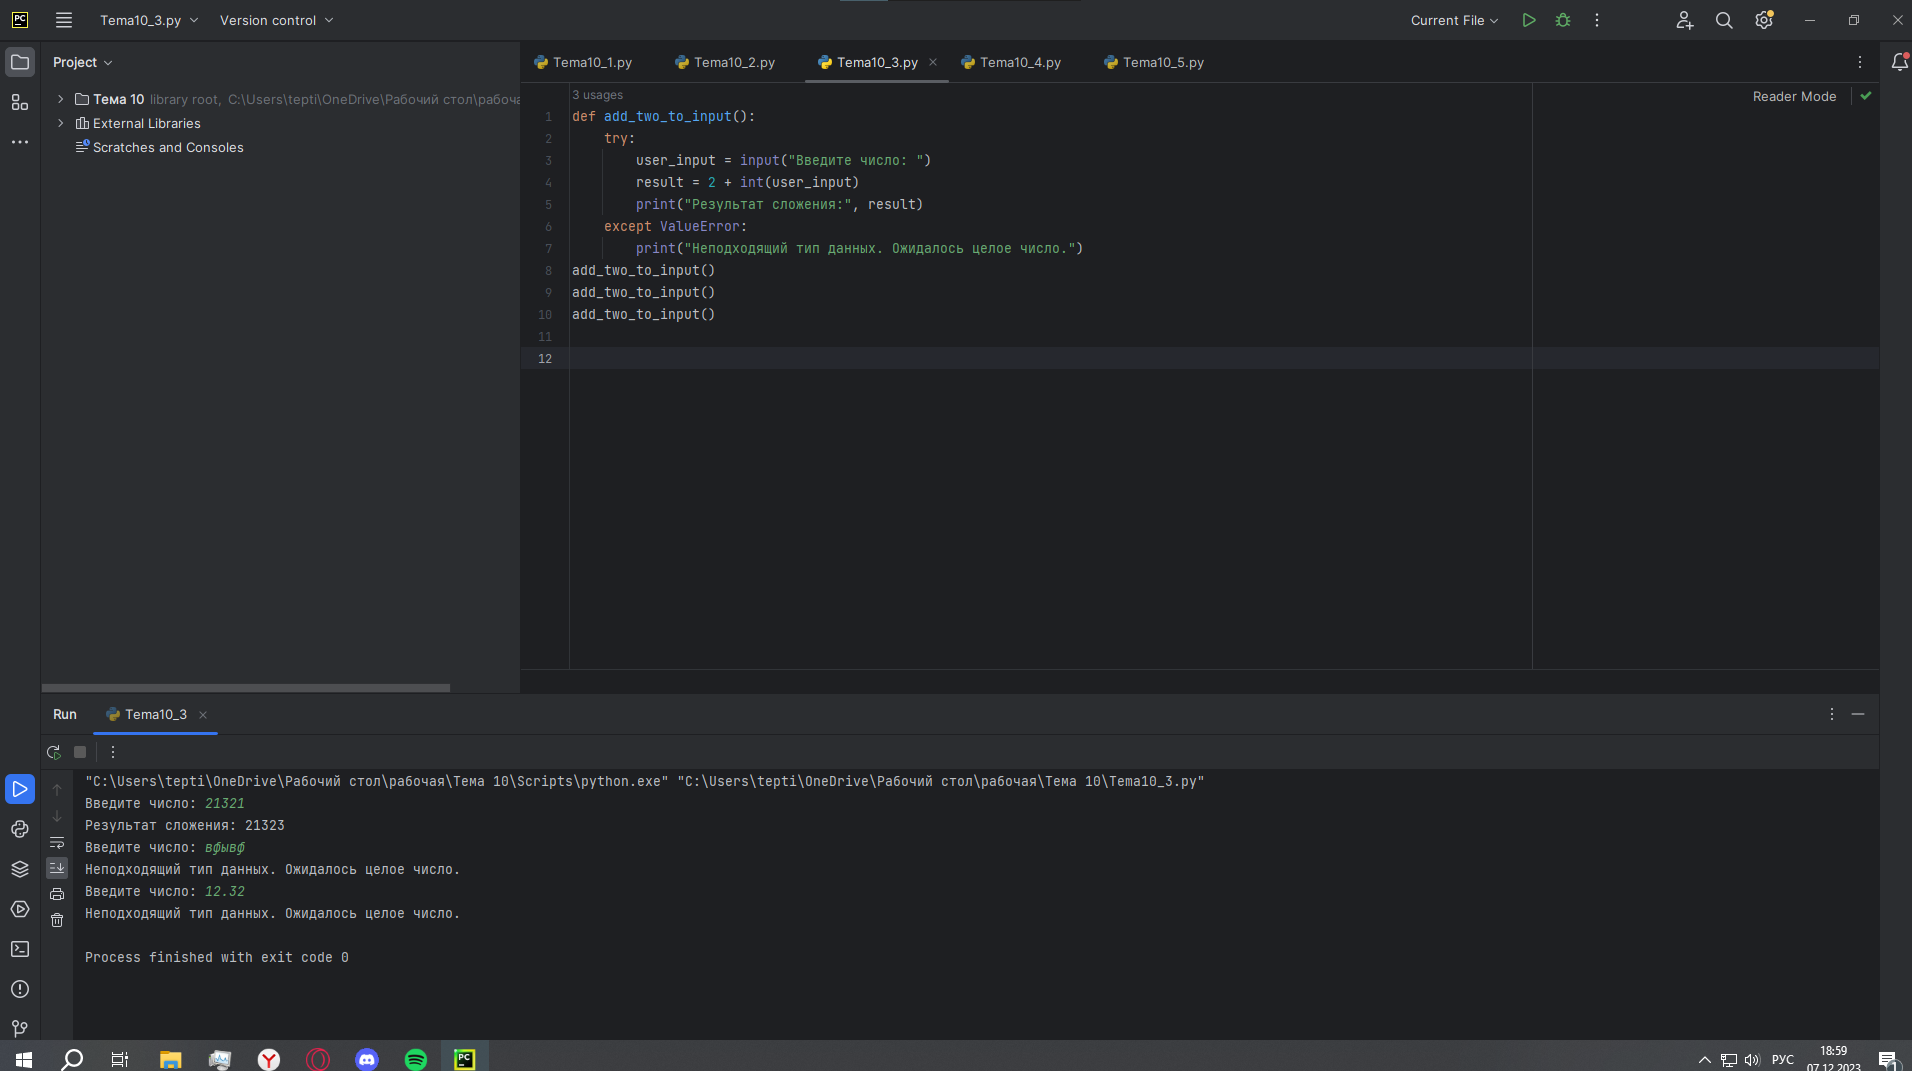 PC Tema10_3.py Version control Current File
Project
Тема 10 library root, C:\Users\tepti\OneDrive\Рабочий стол\рабоча
External Libraries
Scratches and Consoles
Tema10_1.py Tema10_2.py Tema10_3.py Tema10_4.py Tema10_5.py
Reader Mode
3 usages
1 def add_two_to_input():
2 try:
3 user_input = input("Введите число: ")
4 result = 2 + int(user_input)
5 print("Результат сложения:", result)
6 except ValueError:
7 print("Неподходящий тип данных. Ожидалось целое число.")
8 add_two_to_input()
9 add_two_to_input()
10 add_two_to_input()
11
12
Run Tema10_3
"C:\Users\tepti\OneDrive\Рабочий стол\рабочая\Тема 10\Scripts\python.exe" "C:\Users\tepti\OneDrive\Рабочий стол\рабочая\Тема 10\Tema10_3.py"
Введите число: 21321
Результат сложения: 21323
Введите число: вфывф
Неподходящий тип данных. Ожидалось целое число.
Введите число: 12.32
Неподходящий тип данных. Ожидалось целое число.
Process finished with exit code 0
PC
РУС
18:59
07.12.2023
1